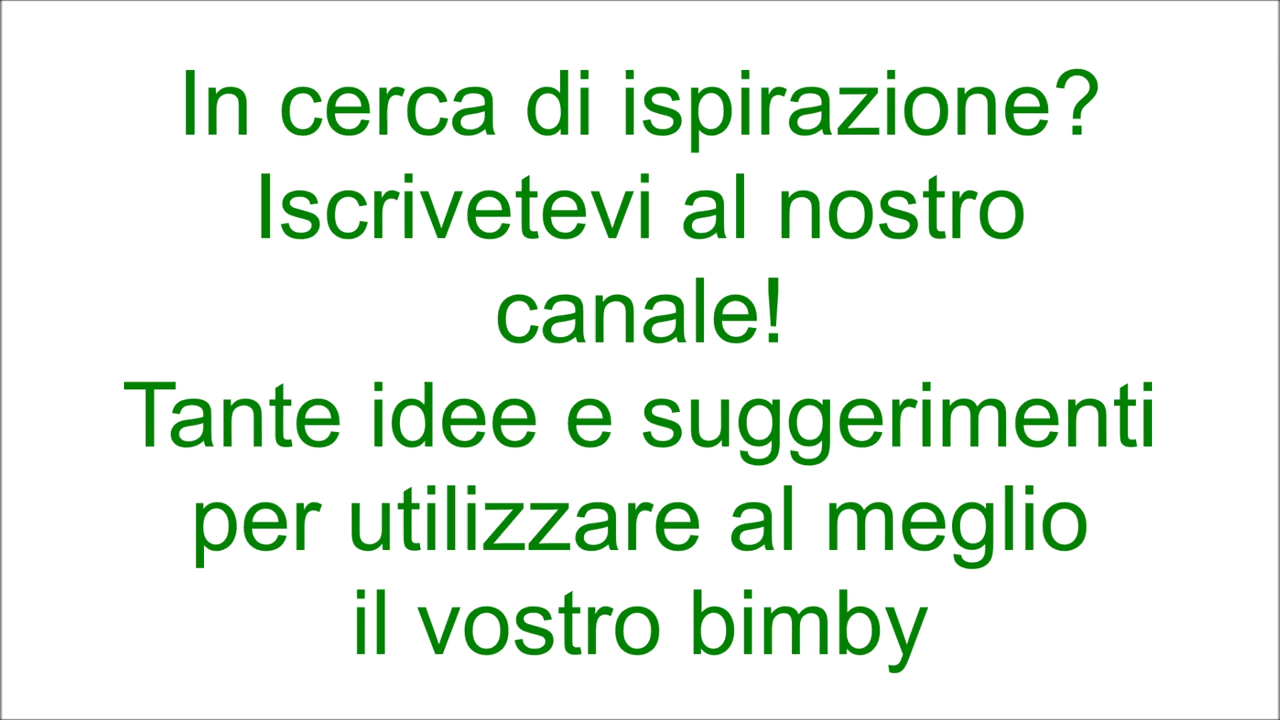 In cerca di ispirazione?
Iscrivetevi al nostro
canale!
Tante idee e suggerimenti
per utilizzare al meglio
il vostro bimby